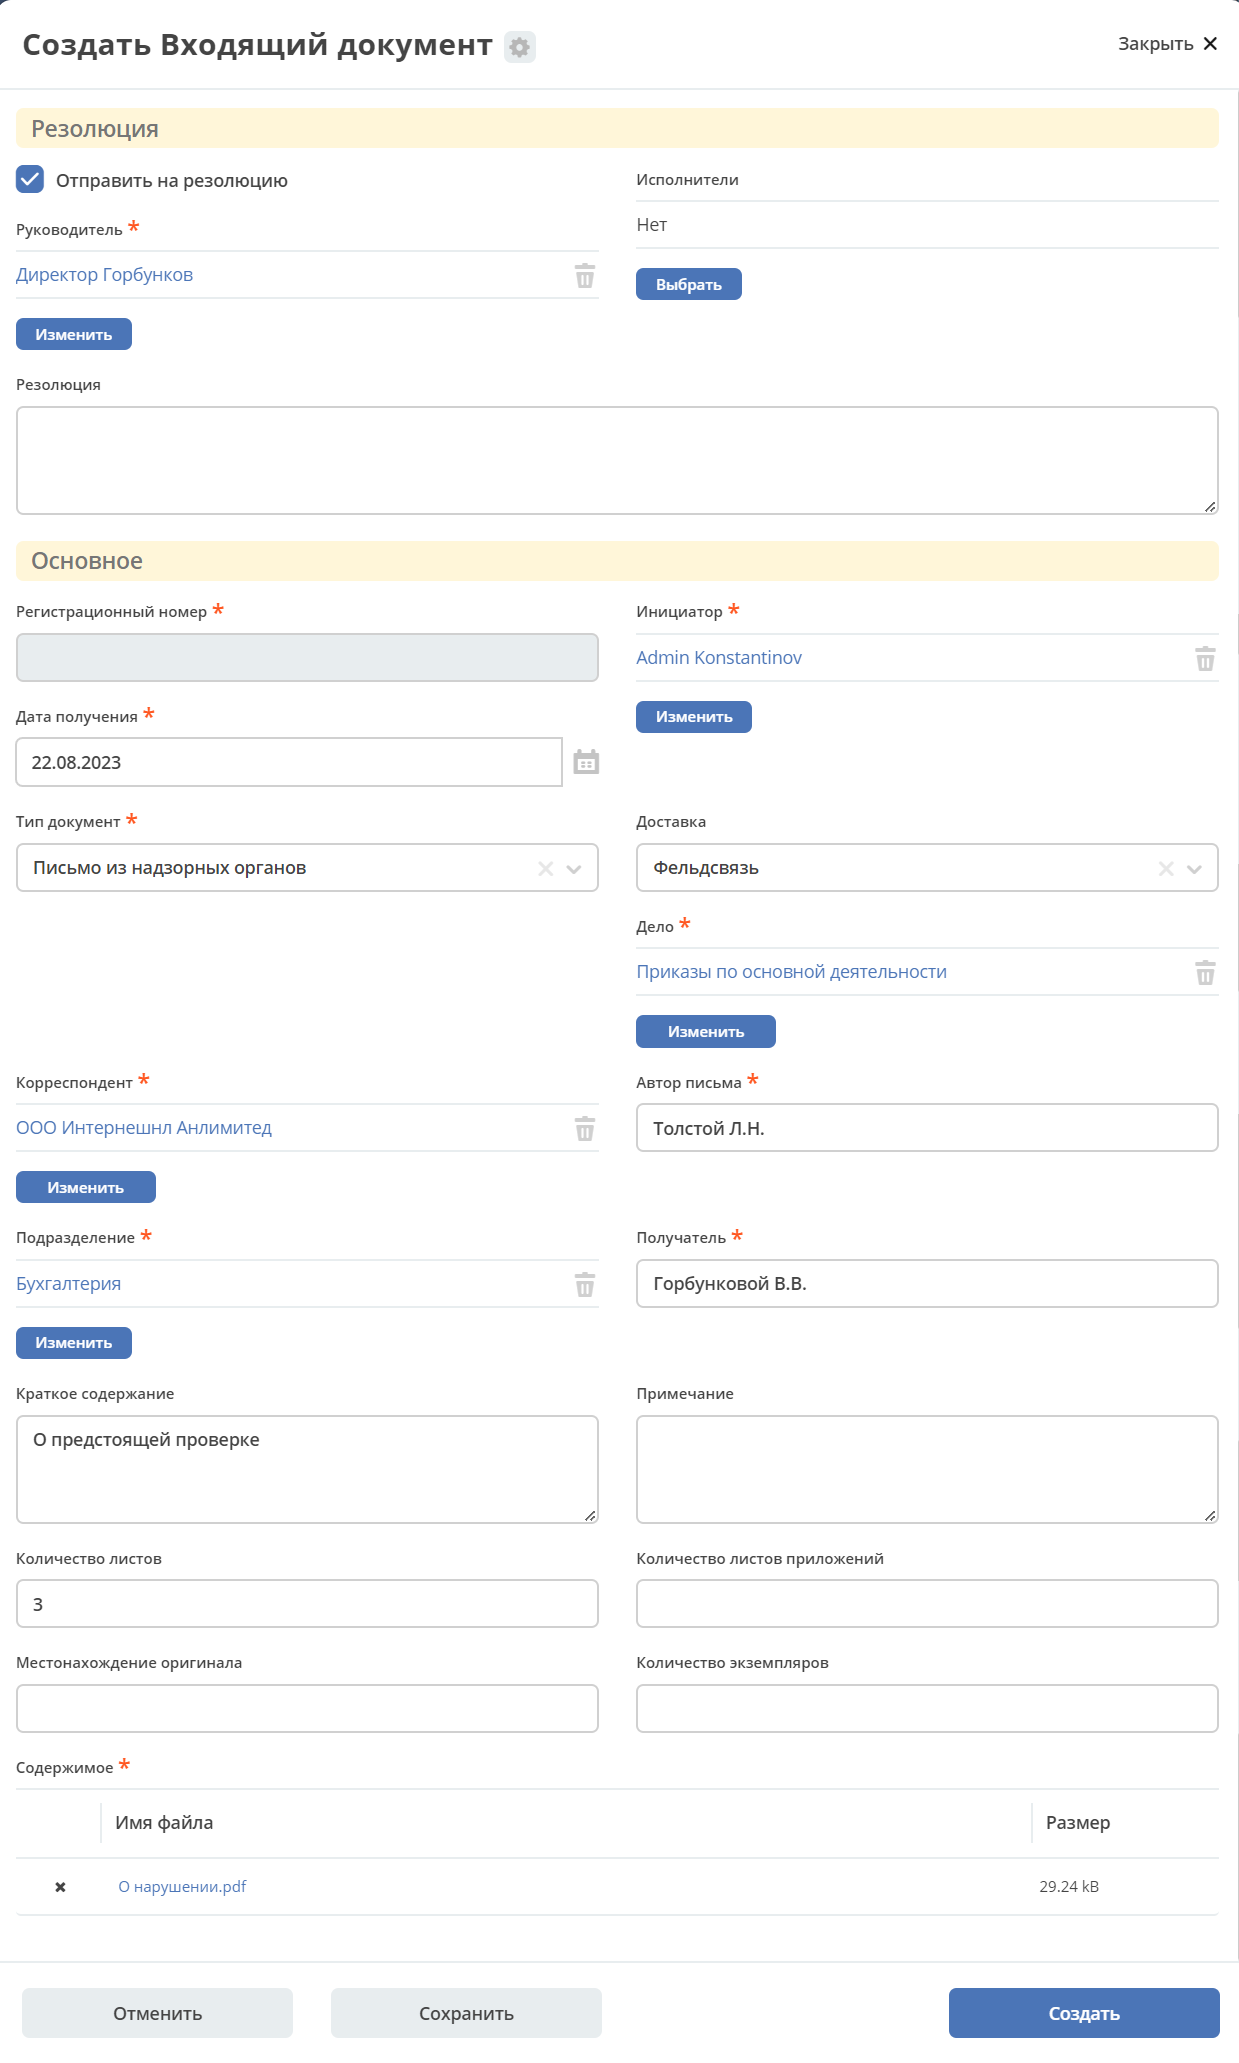 Создать Входящий документ
Закрыть
Резолюция
Отправить на резолюцию
Исполнители
Нет
Выбрать
Руководитель *
Директор Горбунков
Изменить
Резолюция
Основное
Регистрационный номер *
Инициатор *
Admin Konstantinov
Изменить
Дата получения *
22.08.2023
Тип документ *
Письмо из надзорных органов
Доставка
Фельдсвязь
Дело *
Приказы по основной деятельности
Изменить
Корреспондент *
ООО Интернешнл Анлимитед
Изменить
Автор письма *
Толстой Л.Н.
Подразделение *
Бухгалтерия
Изменить
Получатель *
Горбунковой В.В.
Краткое содержание
О предстоящей проверке
Примечание
Количество листов
3
Количество листов приложений
Местонахождение оригинала
Количество экземпляров
Содержимое *
Имя файла
Размер
О нарушении.pdf
29.24 kB
Отменить
Сохранить
Создать